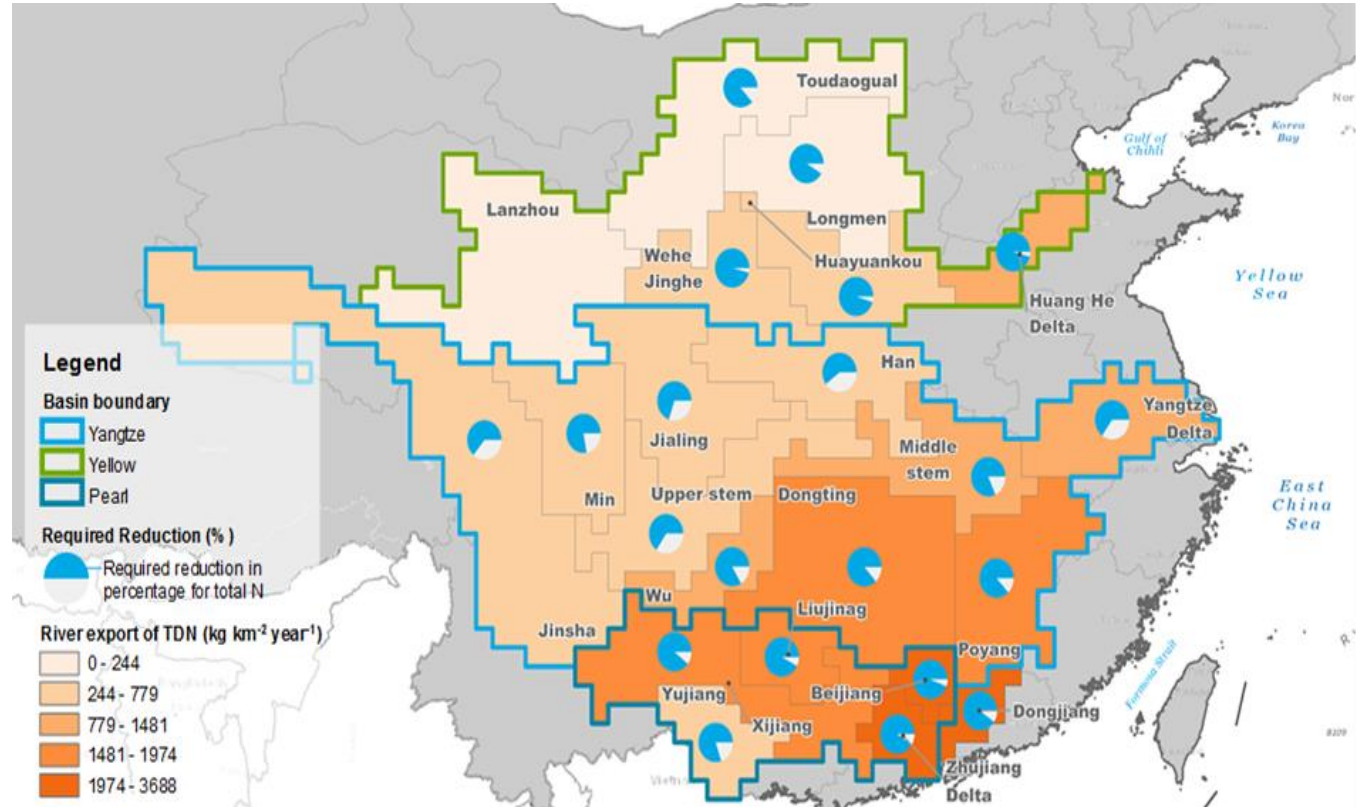 Toudaogual
Gulf of
Chihli
Korea
Bay
Nor
Lanzhou
Longmen
Wehe
Jinghe
Huayuankou
Yellow
Sea
Huang He
Delta
Legend
Basin boundary
Yangtze
Yellow
Pearl
Required Reduction (%)
Required reduction in
percentage for total N
River export of TDN (kg km-2 year-1)
0 - 244
244 - 779
779 - 1481
1481 - 1974
1974 - 3688
Han
Yangtze
Delta
Jialing
Middle
stem
Min
Upper stem
Dongting
East
China
Sea
Wu
Liujinag
Jinsha
Poyang
Formosa Strait
Yujiang
Beijiang
Dongjiang
Xijiang
Zhujiang
Delta